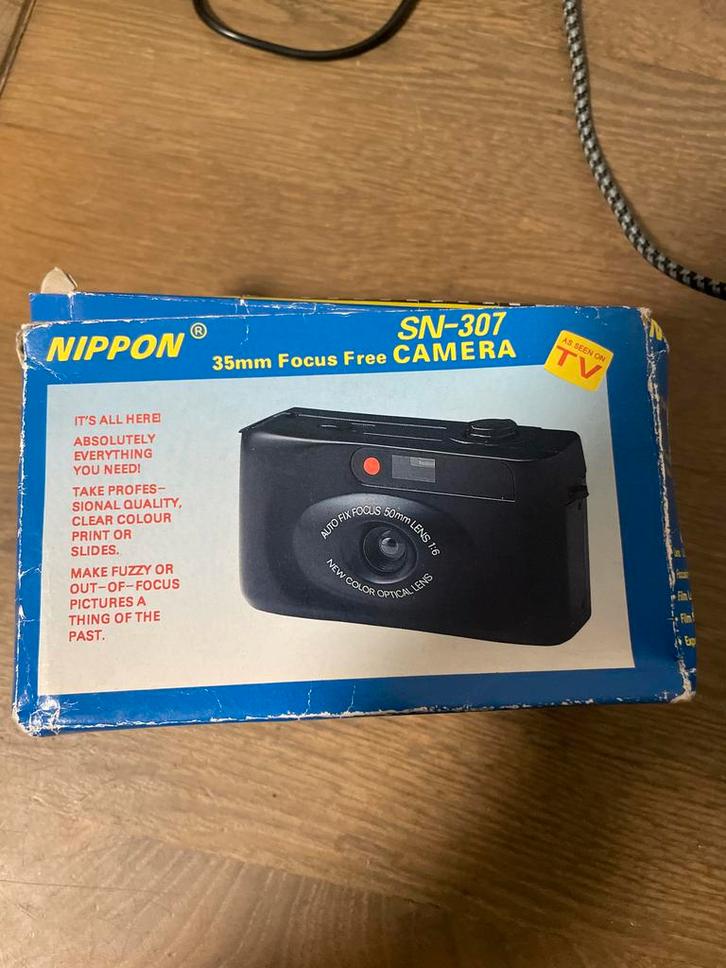 NIPPON ®
SN-307
35mm Focus Free CAMERA
AS SEEN ON
TV
IT'S ALL HERE!
ABSOLUTELY
EVERYTHING
YOU NEED!
TAKE PROFES-
SIONAL QUALITY,
CLEAR COLOUR
PRINT OR
SLIDES.
MAKE FUZZY OR
OUT-OF-FOCUS
PICTURES A
THING OF THE
PAST.
AUTO FIX FOCUS 50mm LENS 1:6
NEW COLOR OPTICAL LENS
Film
Film